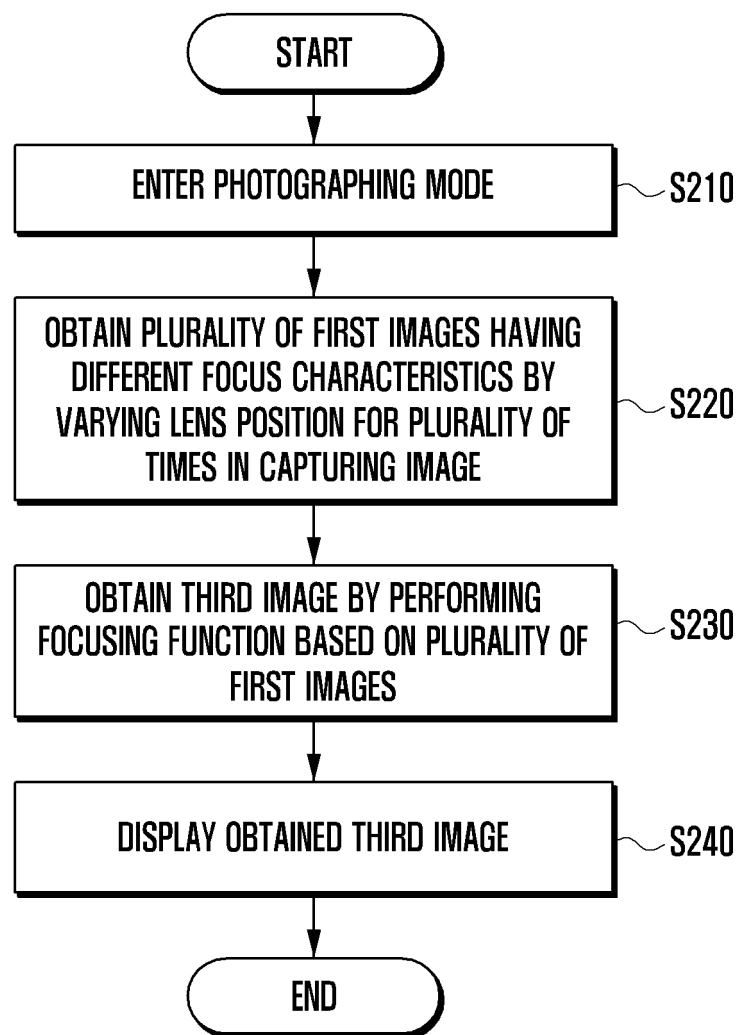 START
ENTER PHOTOGRAPHING MODE
S210
OBTAIN PLURALITY OF FIRST IMAGES HAVING
DIFFERENT FOCUS CHARACTERISTICS BY
VARYING LENS POSITION FOR PLURALITY OF
TIMES IN CAPTURING IMAGE
S220
OBTAIN THIRD IMAGE BY PERFORMING
FOCUSING FUNCTION BASED ON PLURALITY OF
FIRST IMAGES
S230
DISPLAY OBTAINED THIRD IMAGE
S240
END